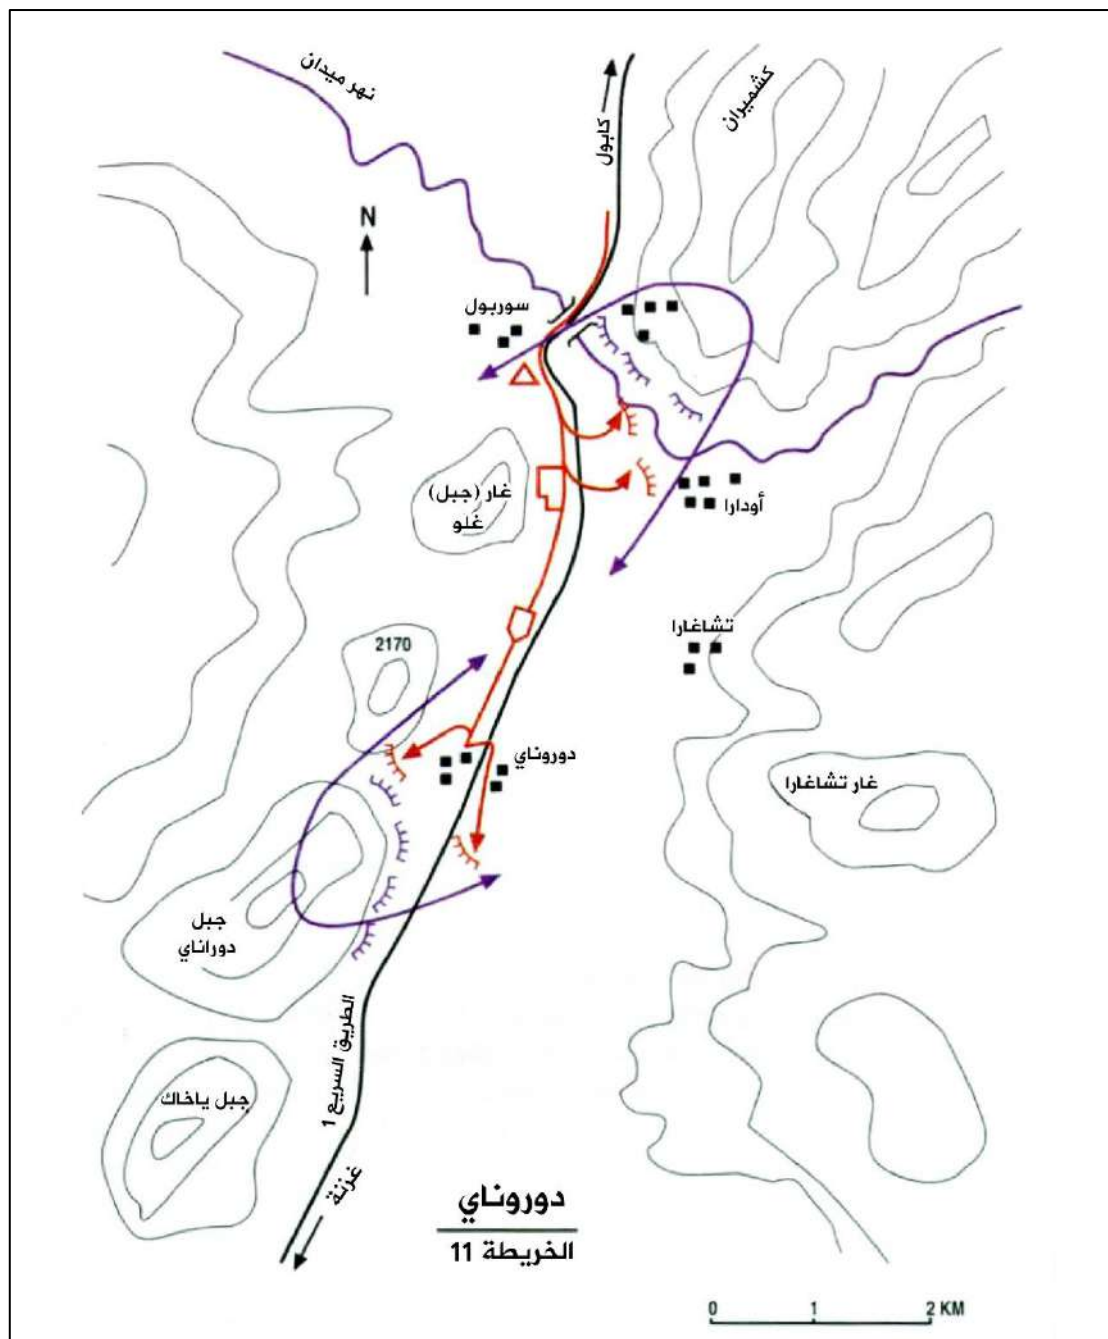 نهر ميدان
كابول
كشميران
N
سوربول
غار (جبل)
غلو
أودارا
تشاغارا
2170
دوروناي
غار تشاغارا
جبل
دوراناي
الطريق السريع 1
جبل ياخاك
غزنة
دوروناي
الخريطة 11
0 1 2 KM